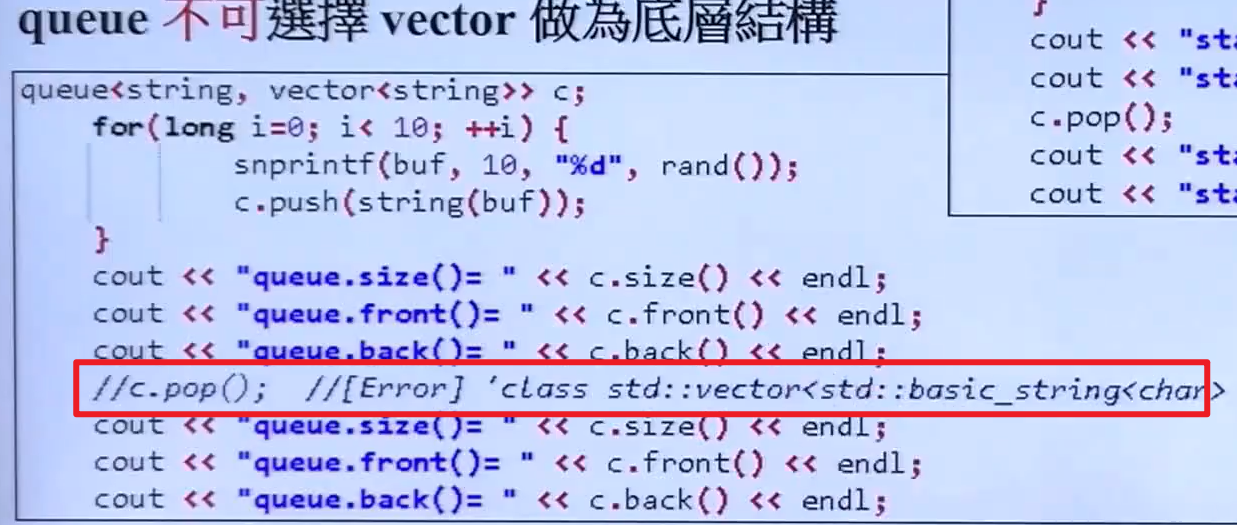 queue 不可選擇 vector 做為底層結構
queue<string, vector<string>> c;
for(long i=0; i< 10; ++i) {
snprintf(buf, 10, "%d", rand());
c.push(string(buf));
}
cout << "queue.size()= " << c.size() << endl;
cout << "queue.front()= " << c.front() << endl;
cout << "queue.back()= " << c.back() << endl;
//c.pop();  //[Error] 'class std::vector<std::basic_string<char>
cout << "queue.size()= " << c.size() << endl;
cout << "queue.front()= " << c.front() << endl;
cout << "queue.back()= " << c.back() << endl;
}
cout << "sta
cout << "sta
c.pop();
cout << "sta
cout << "sta